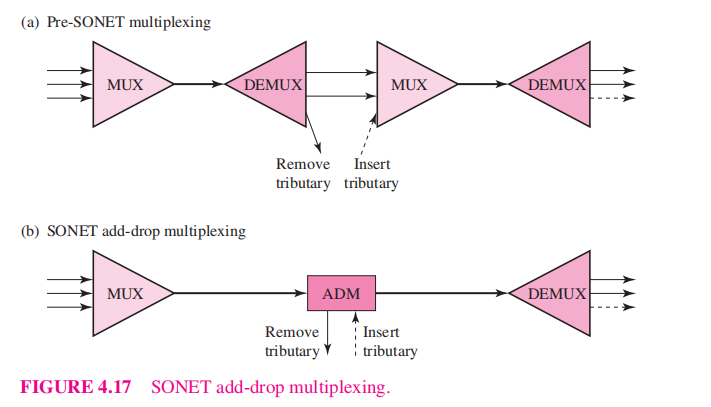 (a) Pre-SONET multiplexing
MUX
DEMUX
MUX
DEMUX
Remove
tributary
Insert
tributary
(b) SONET add-drop multiplexing
MUX
ADM
DEMUX
Remove
tributary
Insert
tributary
FIGURE 4.17 SONET add-drop multiplexing.